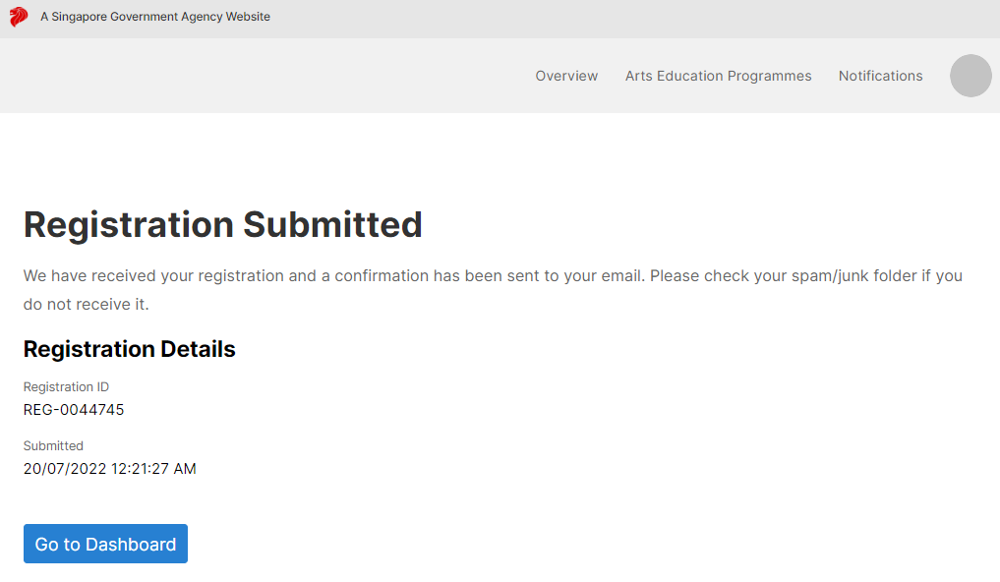 A Singapore Government Agency Website
Overview Arts Education Programmes Notifications
Registration Submitted
We have received your registration and a confirmation has been sent to your email. Please check your spam/junk folder if you
do not receive it.
Registration Details
Registration ID
REG-0044745
Submitted
20/07/2022 12:21:27 AM
Go to Dashboard